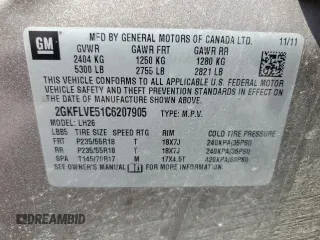 GM
MFD BY GENERAL MOTORS OF CANADA LTD.
11/11
GVWR GAWR FRT GAWR RR
2404 KG 1250 KG 1280 KG
5300 LB 2755 LB 2821 LB
THIS VEHICLE CONFORMS TO ALL APPLICABLE U.S. FEDERAL MOTOR
VEHICLE SAFETY, BUMPER, AND THEFT PREVENTION STANDARDS
IN EFFECT ON THE DATE OF MANUFACTURE SHOWN ABOVE.
2GKFLVE51C6207905 TYPE: M.P.V.
MODEL: LH26
TIRE SIZE SPEED RTG RIM COLD TIRE PRESSURE
FRT P235/55R18 T 18X7J 240KPA(35PSI)
RR P235/55R18 T 18X7J 240KPA(35PSI)
SPA 17X4.5T 420KPA(60PSI)
SEE OWNER'S MANUAL FOR ADDITIONAL INFORMATION.
DREAMBID